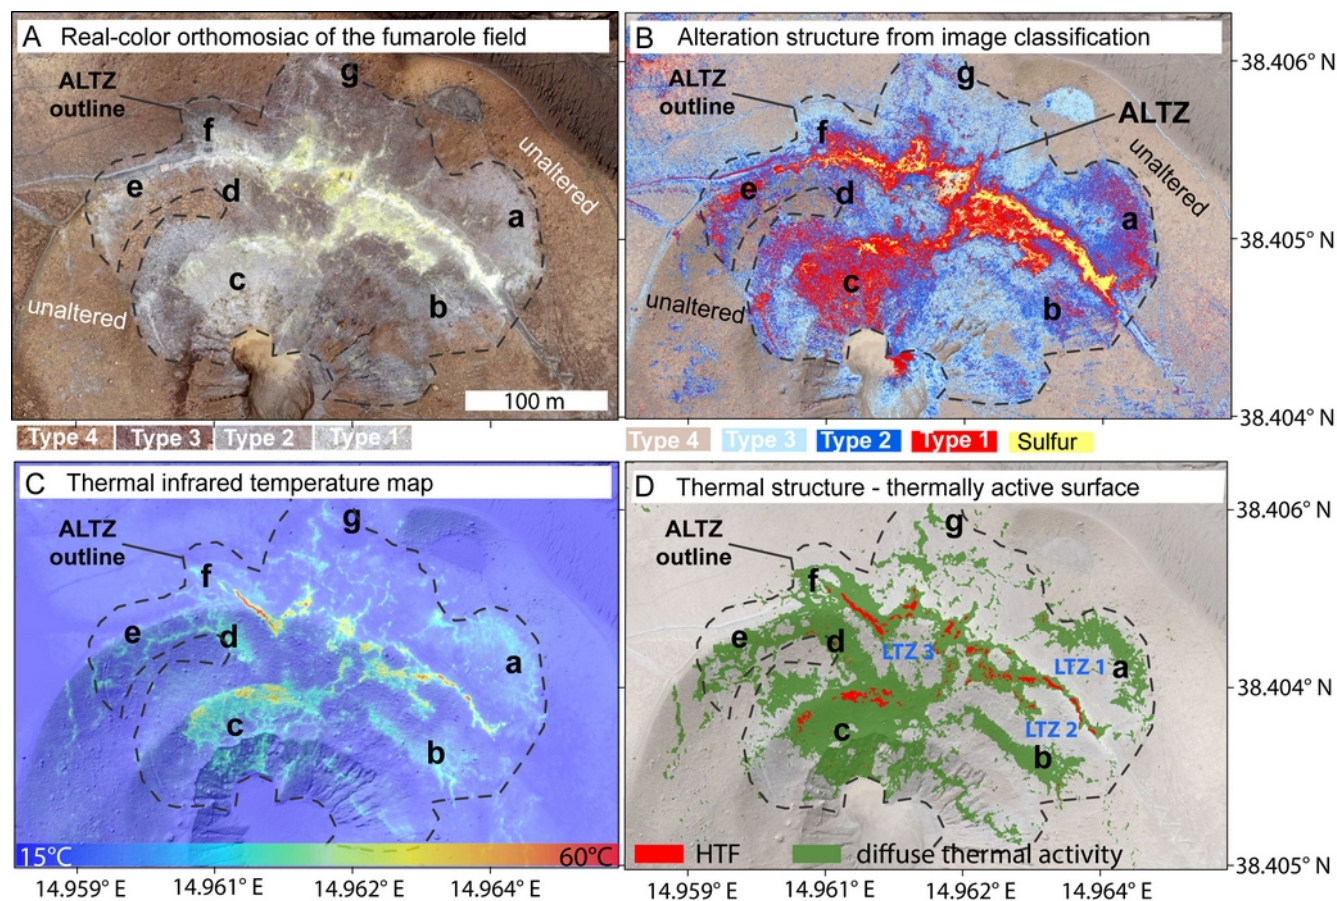 A Real-color orthomosiac of the fumarole field
ALTZ
outline
g
f
e
d
a
c
b
unaltered
unaltered
100 m
Type 4 Type 3 Type 2 Type 1
B Alteration structure from image classification
ALTZ
outline
g
ALTZ
f
e
d
a
c
b
unaltered
unaltered
38.406° N
38.405° N
38.404° N
Type 4 Type 3 Type 2 Type 1 Sulfur
C Thermal infrared temperature map
ALTZ
outline
g
f
e
d
a
c
b
15°C 60°C
14.959° E 14.961° E 14.962° E 14.964° E
D Thermal structure - thermally active surface
ALTZ
outline
g
f
e
d
LTZ 3
LTZ 1
a
c
LTZ 2
b
HTF diffuse thermal activity
38.406° N
38.404° N
38.405° N
14.959° E 14.961° E 14.962° E 14.964° E